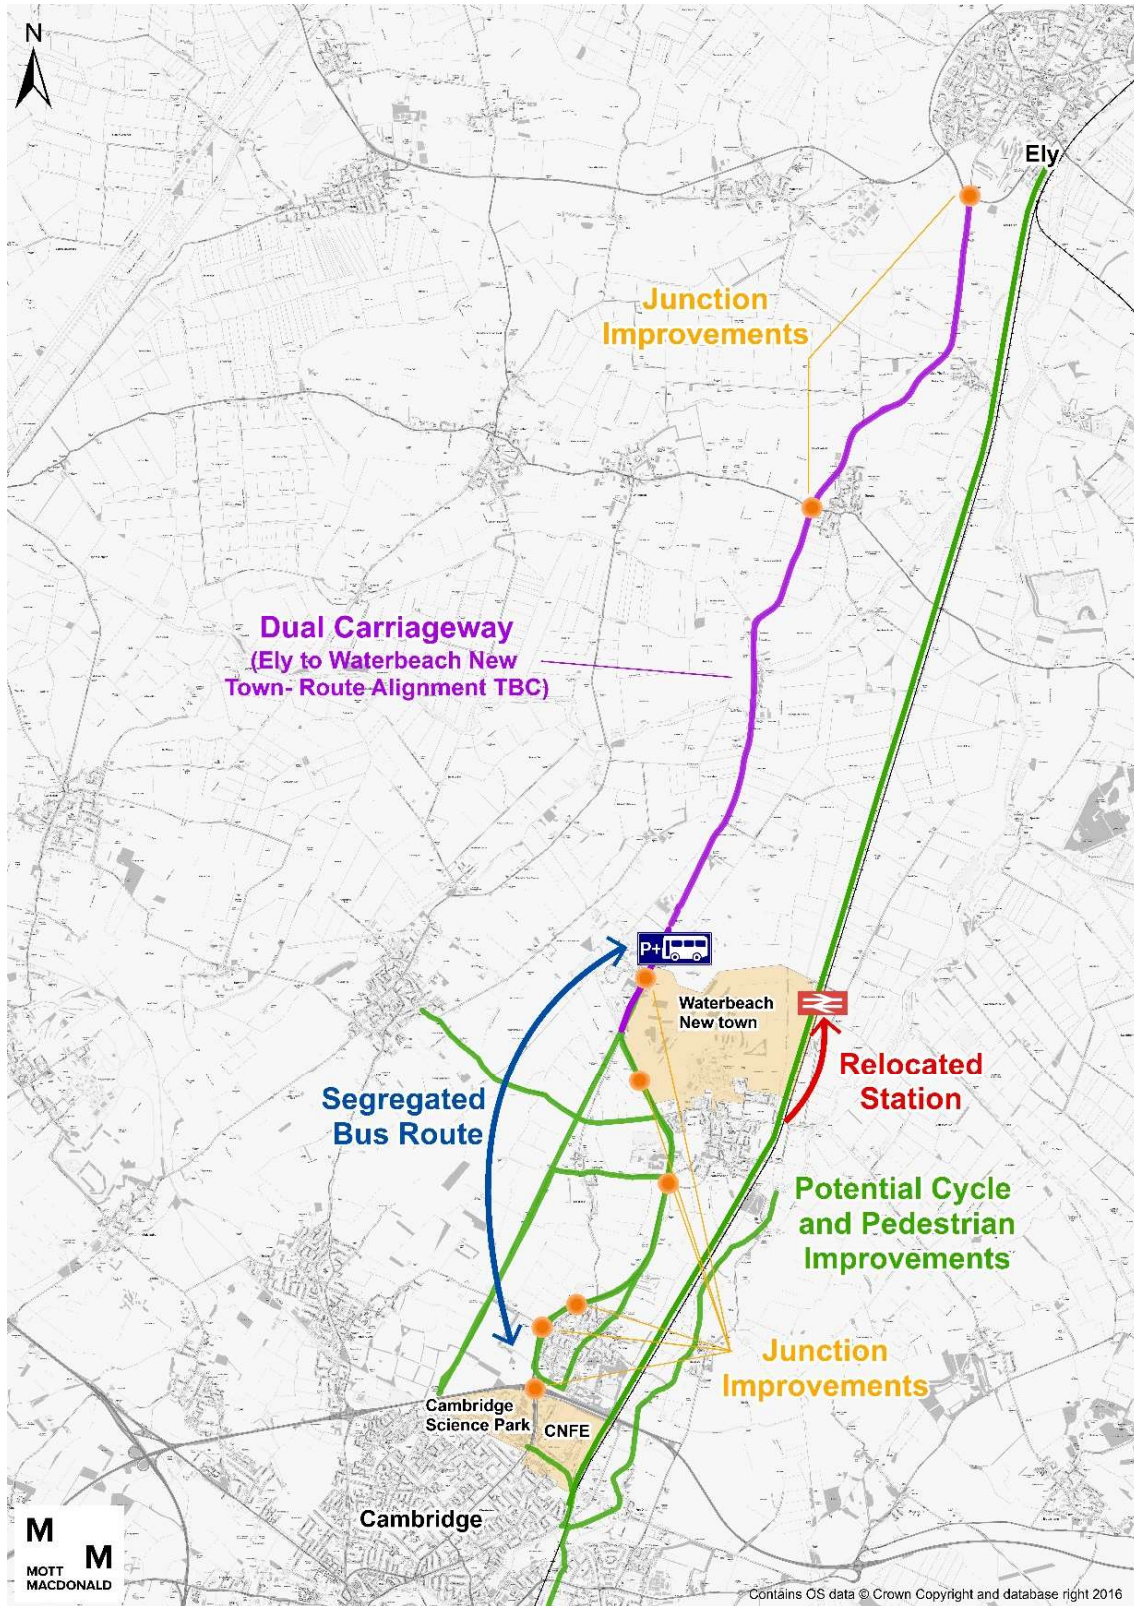 N
Ely
Junction
Improvements
Dual Carriageway
(Ely to Waterbeach New
Town- Route Alignment TBC)
P+
Waterbeach
New town
Relocated
Station
Segregated
Bus Route
Potential Cycle
and Pedestrian
Improvements
Junction
Improvements
Cambridge
Science Park
CNFE
Cambridge
M
M
MOTT
MACDONALD
Contains OS data © Crown Copyright and database right 2016